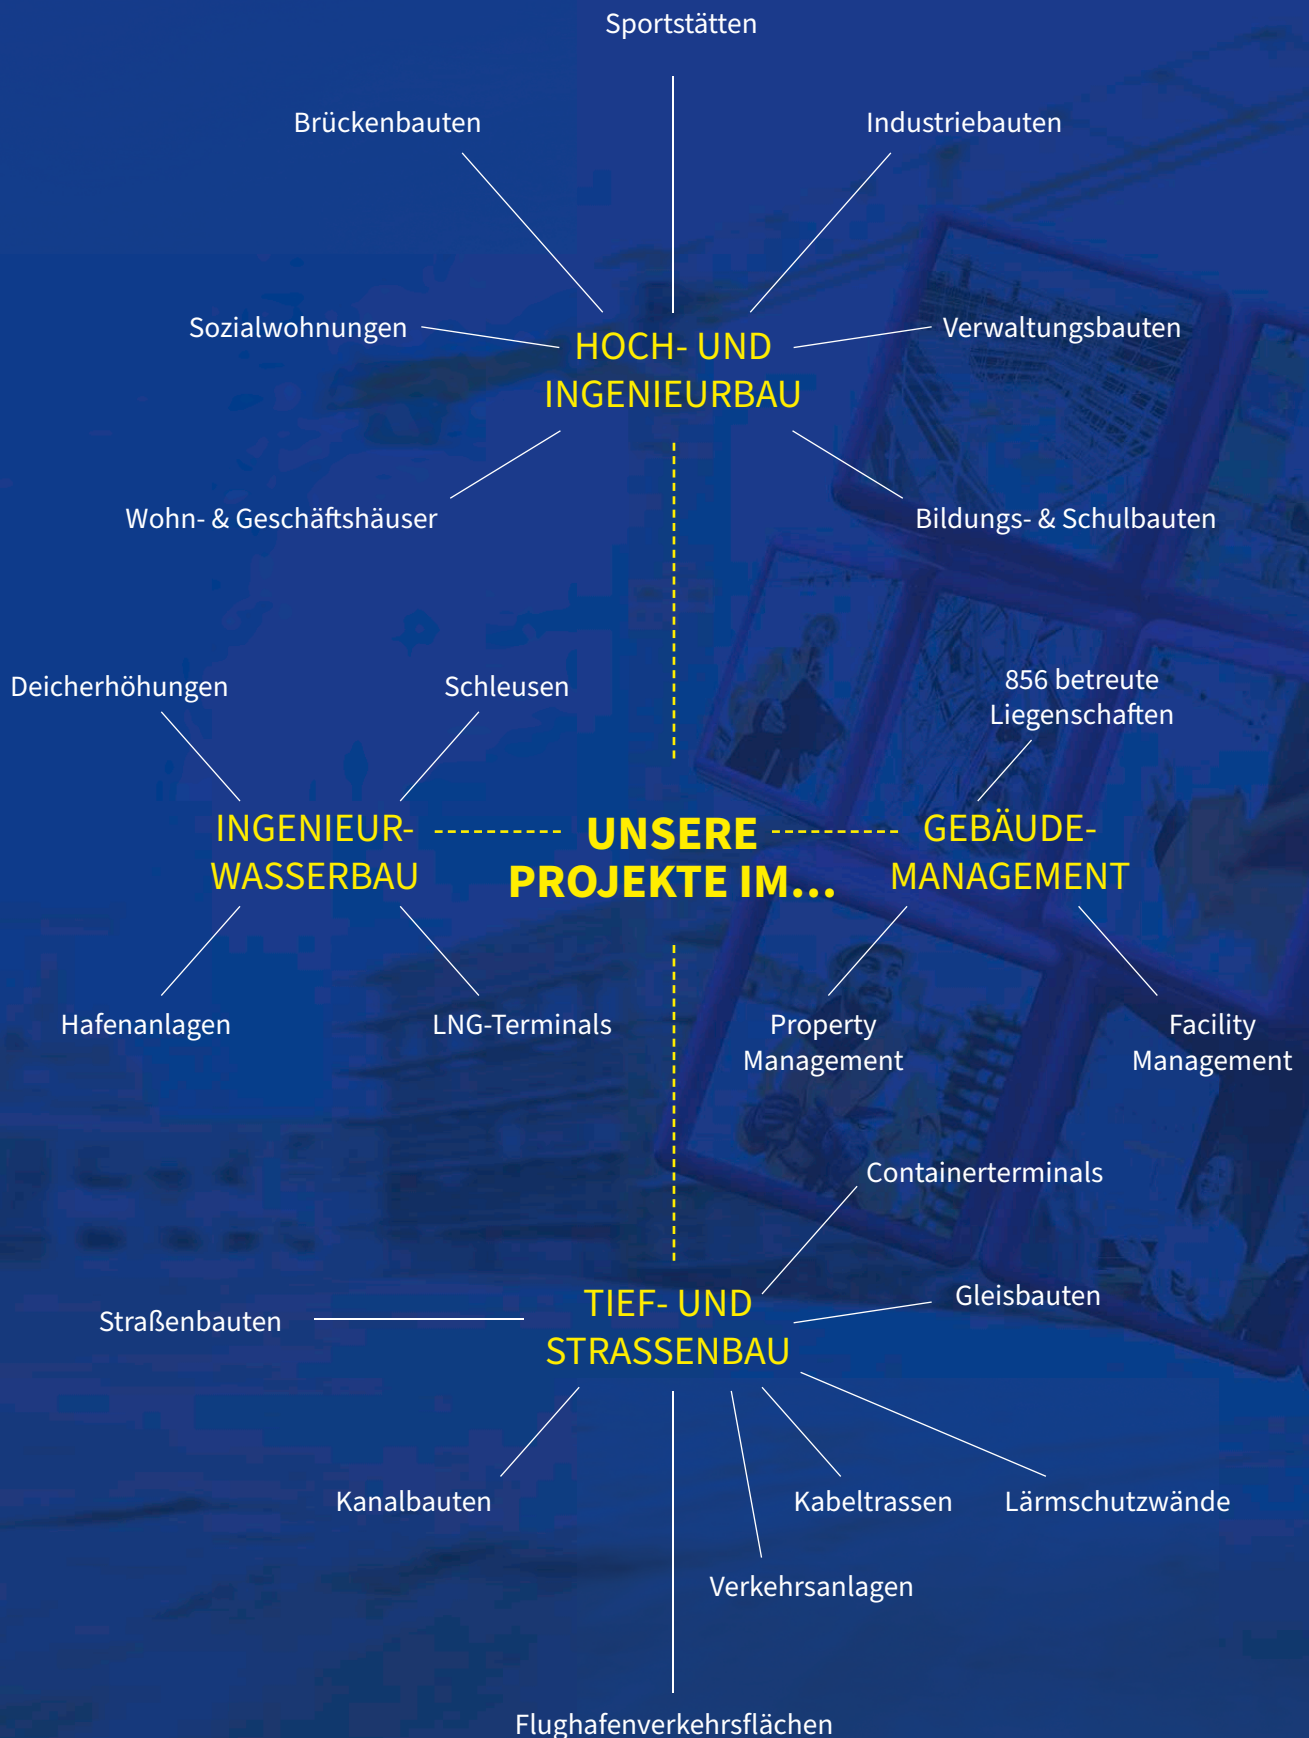 Sportstätten
Brückenbauten
Industriebauten
Sozialwohnungen
HOCH- UND
INGENIEURBAU
Verwaltungsbauten
Wohn- & Geschäftshäuser
Bildungs- & Schulbauten
Deicherhöhungen
Schleusen
INGENIEUR-
WASSERBAU
Hafenanlagen
LNG-Terminals
UNSERE
PROJEKTE IM...
856 betreute
Liegenschaften
GEBÄUDE-
MANAGEMENT
Property
Management
Facility
Management
Containerterminals
Gleisbauten
TIEF- UND
STRASSENBAU
Straßenbauten
Kanalbauten
Kabeltrassen
Lärmschutzwände
Verkehrsanlagen
Flughafenverkehrsflächen